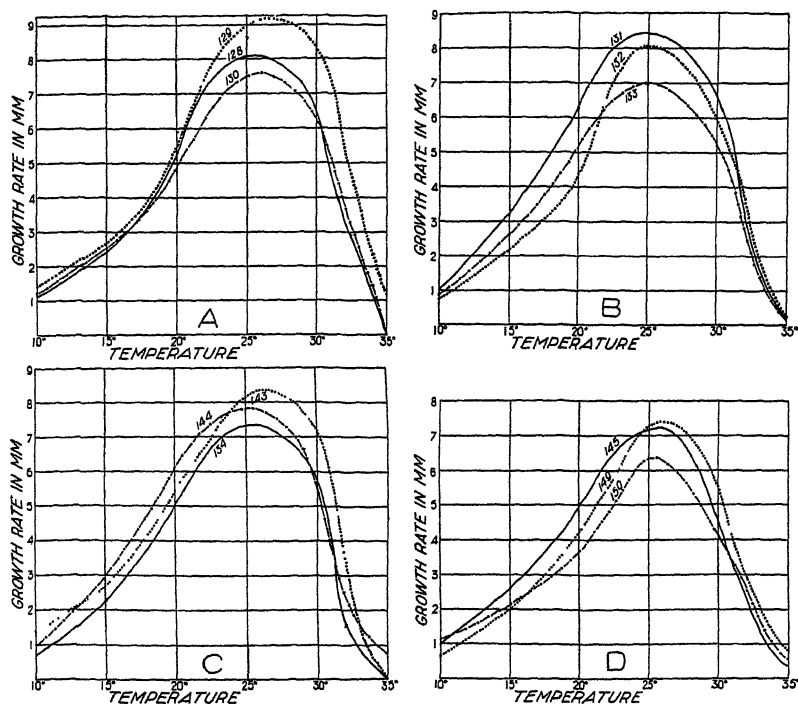 9
8
7
6
5
4
3
2
1
GROWTH RATE IN MM
129
128
130
A
10° 15° 20° 25° 30° 35°
TEMPERATURE
9
8
7
6
5
4
3
2
1
GROWTH RATE IN MM
131
132
133
B
10° 15° 20° 25° 30° 35°
TEMPERATURE
8
7
6
5
4
3
2
1
GROWTH RATE IN MM
144
143
134
C
10° 15° 20° 25° 30° 35°
TEMPERATURE
8
7
6
5
4
3
2
1
GROWTH RATE IN MM
145
149
150
D
10° 15° 20° 25° 30° 35°
TEMPERATURE